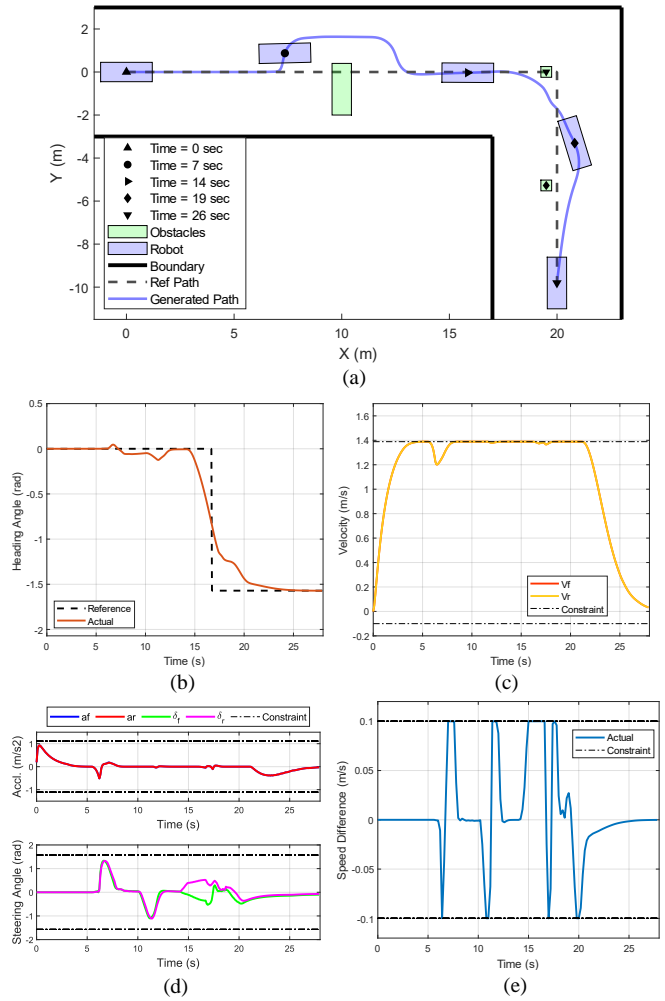 2
0
-2
-4
-6
-8
-10
Y (m)
Time = 0 sec
Time = 7 sec
Time = 14 sec
Time = 19 sec
Time = 26 sec
Obstacles
Robot
Boundary
Ref Path
Generated Path
0 5 10 15 20
X (m)
(a)
0.5
0
-0.5
-1
-1.5
-2
Heading Angle (rad)
Reference
Actual
0 5 10 15 20 25
Time (s)
(b)
1.6
1.4
1.2
1
0.8
0.6
0.4
0.2
0
-0.2
Velocity (m/s)
Vf
Vr
Constraint
0 5 10 15 20 25
Time (s)
(c)
af ar δf δr Constraint
1
0
-1
Accl. (m/s2)
0 5 10 15 20 25
Time (s)
2
1
0
-1
-2
Steering Angle (rad)
0 5 10 15 20 25
Time (s)
(d)
0.1
0.05
0
-0.05
-0.1
Speed Difference (m/s)
Actual
Constraint
0 5 10 15 20 25
Time (s)
(e)